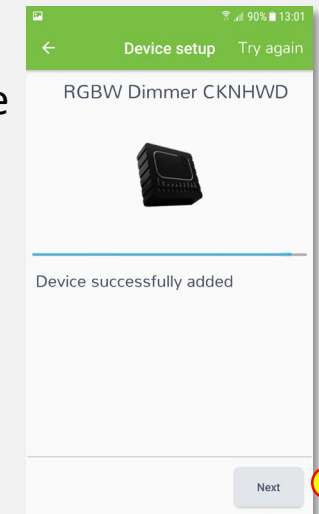 90% 13:01
Device setup Try again
RGBW Dimmer CKNHWD
e
Device successfully added
Next